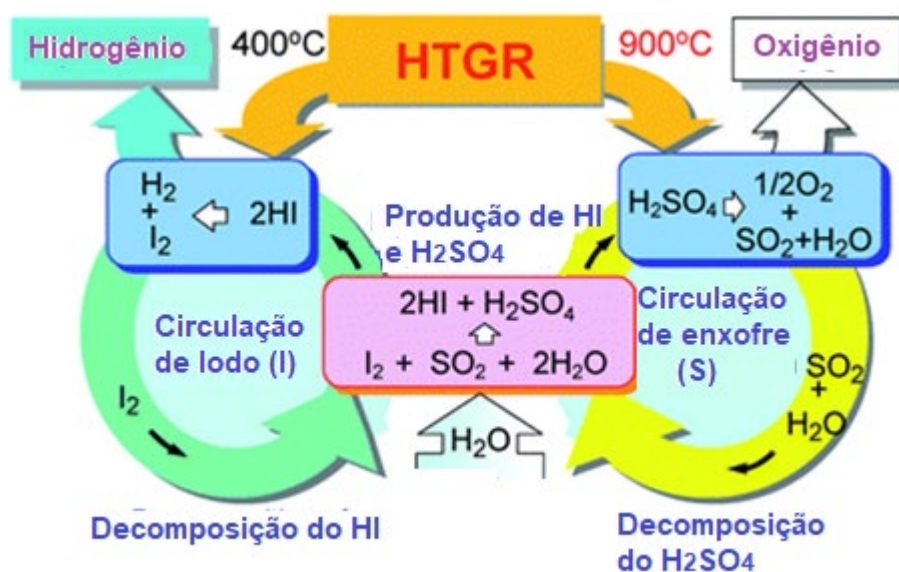 Hidrogênio
400ºC
HTGR
900ºC
Oxigênio
H₂
+
I₂
2HI
H₂SO₄
1/2O₂
+
SO₂+H₂O
Produção de HI
e H2SO4
2HI + H₂SO₄
I₂ + SO₂ + 2H₂O
Circulação
de Iodo (I)
Circulação
de enxofre
(S)
I₂
H₂O
SO₂
+
H₂O
Decomposição do HI
Decomposição
do H2SO4